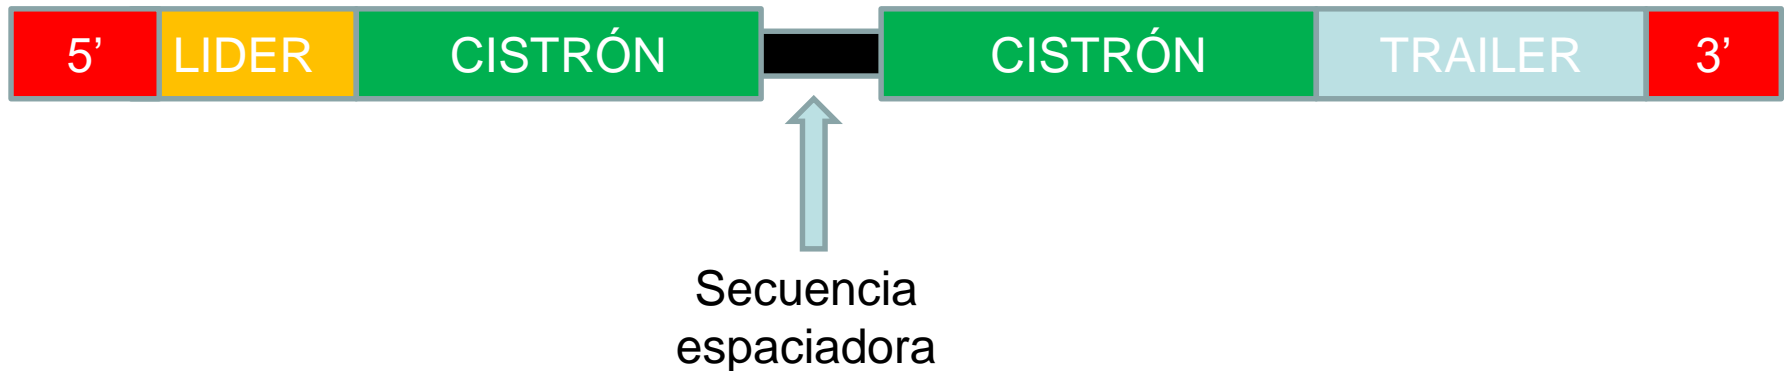 5’ LIDER CISTRÓN CISTRÓN TRAILER 3’
Secuencia
espaciadora